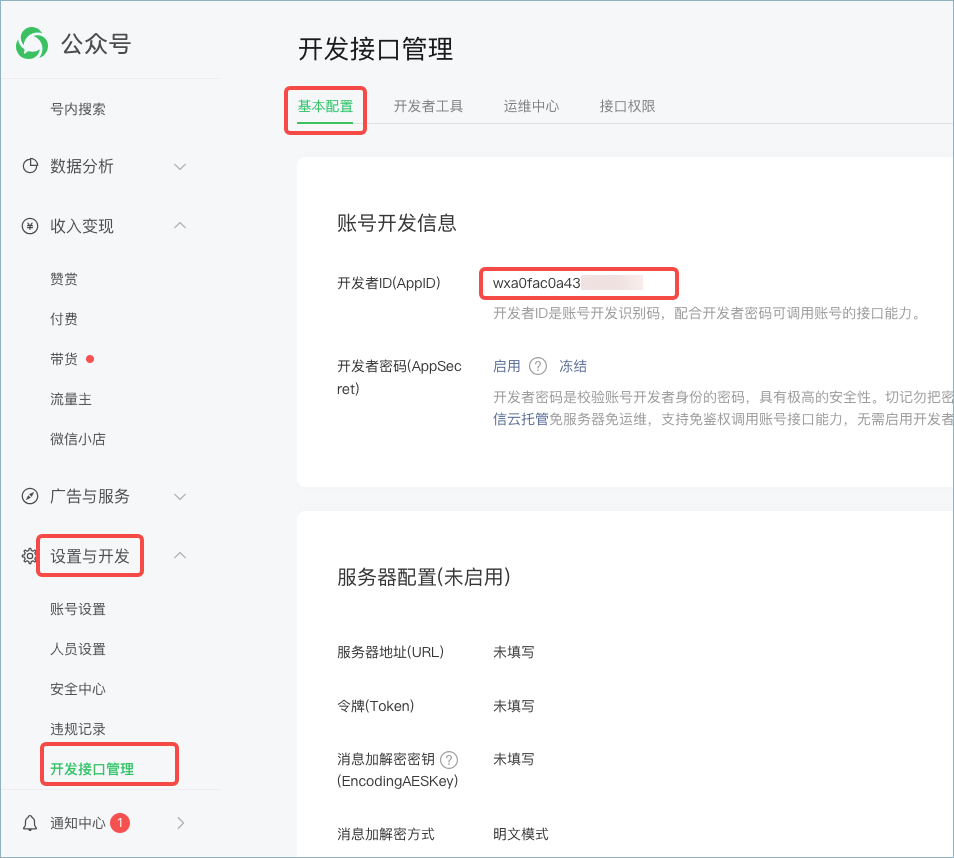 公众号
号内搜索
数据分析
收入变现
赞赏
付费
带货
流量主
微信小店
广告与服务
设置与开发
账号设置
人员设置
安全中心
违规记录
开发接口管理
通知中心 1
开发接口管理
基本配置 开发者工具 运维中心 接口权限
账号开发信息
开发者ID(AppID) wxa0fac0a43
开发者ID是账号开发识别码，配合开发者密码可调用账号的接口能力。
开发者密码(AppSec
ret)
启用 ? 冻结
开发者密码是校验账号开发者身份的密码，具有极高的安全性。切记勿把密
信云托管免服务器免运维，支持免鉴权调用账号接口能力，无需启用开发者
服务器配置(未启用)
服务器地址(URL) 未填写
令牌(Token) 未填写
消息加解密密钥 ? 未填写
(EncodingAESKey)
消息加解密方式 明文模式